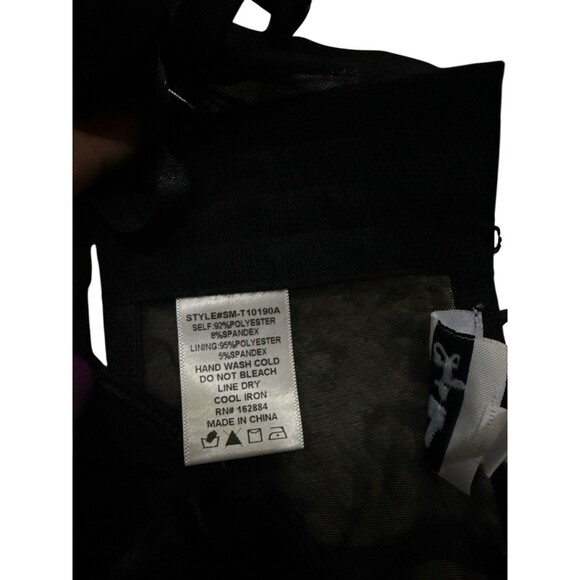 STYLE#SM-T10190A
SELF:92%POLYESTER
8%SPANDEX
LINING:95%POLYESTER
5%SPANDEX
HAND WASH COLD
DO NOT BLEACH
LINE DRY
COOL IRON
RN# 162884
MADE IN CHINA